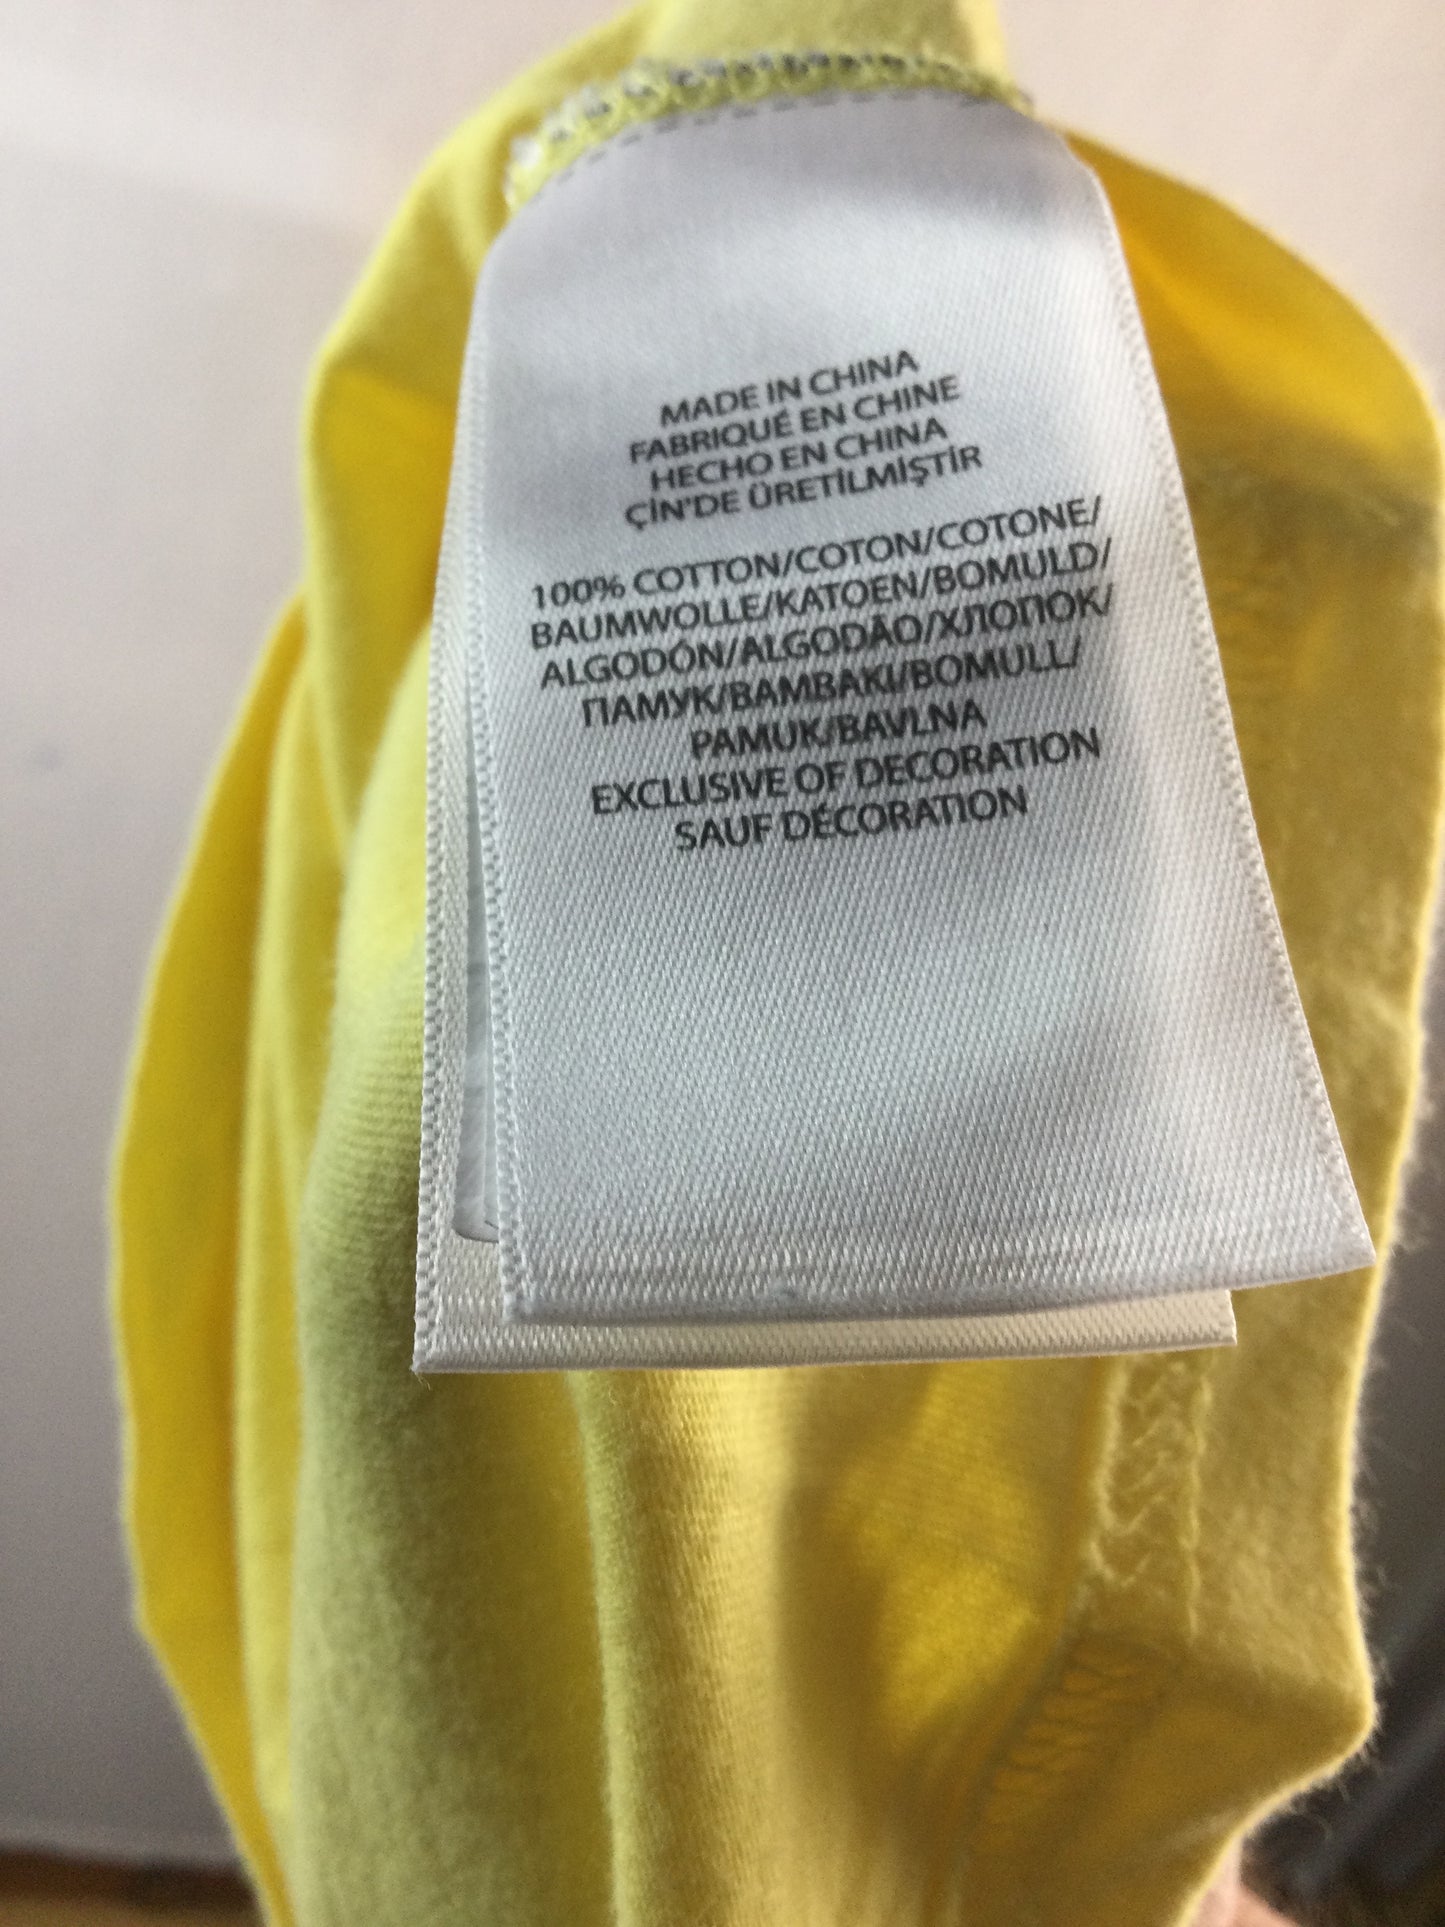 MADE IN CHINA
FABRIQUÉ EN CHINE
HECHO EN CHINA
ÇİN'DE ÜRETİLMİŞTİR
100% COTTON/COTON/COTONE/
BAUMWOLLE/KATOEN/BOMULD/
ALGODÓN/ALGODÃO/ХЛОПОК/
ПАМУК/BAMBAKI/BOMULL/
PAMUK/BAVLNA
EXCLUSIVE OF DECORATION
SAUF DÉCORATION